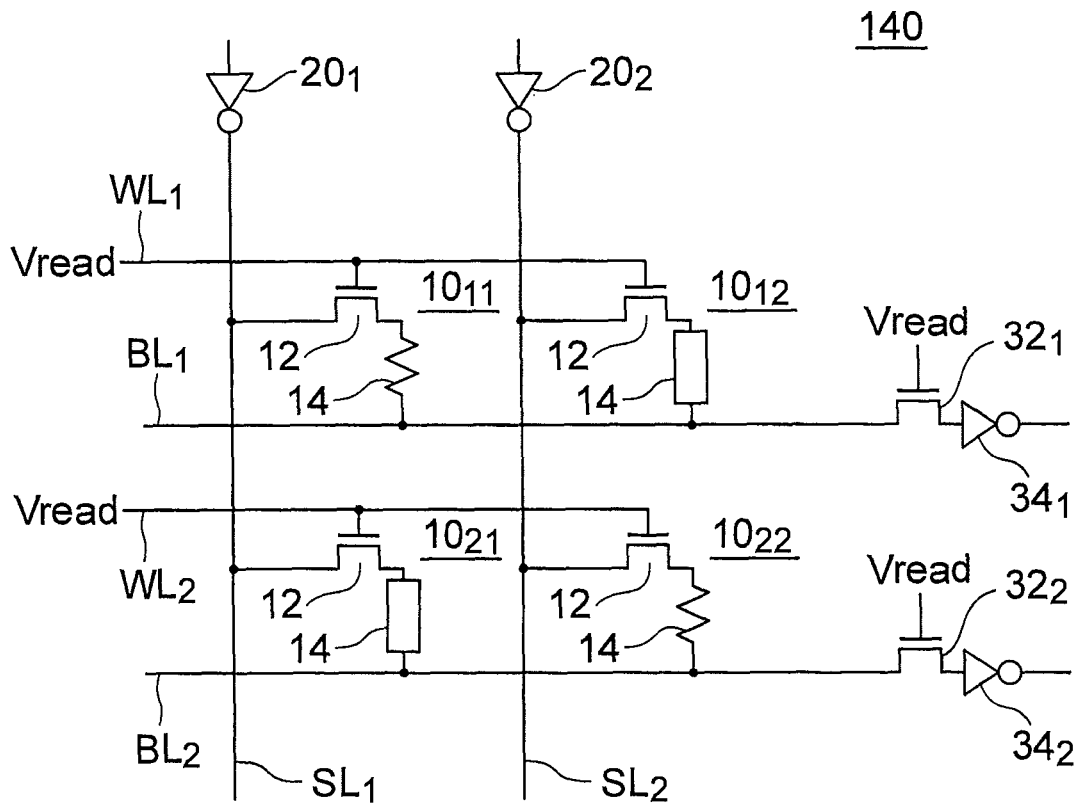 140
20₁
20₂
WL₁
Vread
10₁₁
10₁₂
Vread
32₁
BL₁
12
12
14
14
34₁
Vread
10₂₁
10₂₂
Vread
32₂
WL₂
12
12
14
14
BL₂
34₂
SL₁
SL₂